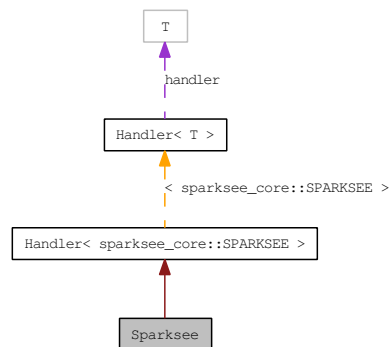 T
handler
Handler< T >
< sparksee_core::SPARKSEE >
Handler< sparksee_core::SPARKSEE >
Sparksee